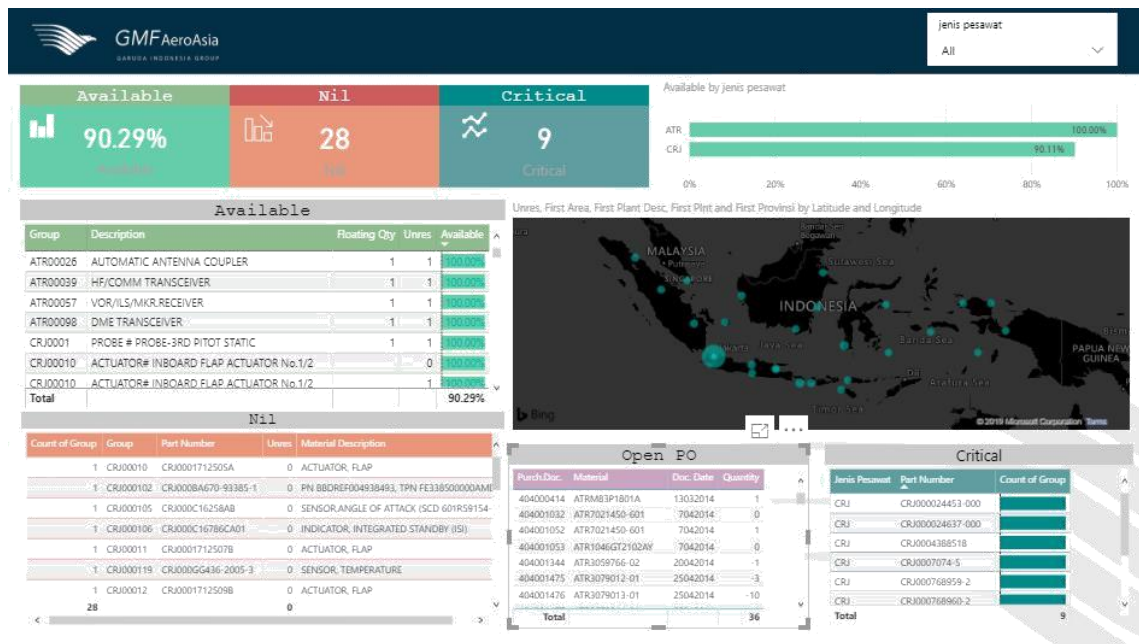 GMF AeroAsia
GARUDA INDONESIA GROUP
jenis pesawat
All
Available
90.29%
Available
Nil
28
Nil
Critical
9
Critical
Available by jenis pesawat
ATR 100.00%
CRJ 90.11%
0% 20% 40% 60% 80% 100%
Available
Group Description Floating Qty Unres Available
ATR00026 AUTOMATIC ANTENNA COUPLER 1 1 100.00%
ATR00039 HF/COMM TRANSCEIVER 1 1 100.00%
ATR00057 VOR/ILS/MKR.RECEIVER 1 1 100.00%
ATR00098 DME TRANSCEIVER 1 1 100.00%
CRJ0001 PROBE # PROBE-3RD PITOT STATIC 1 1 100.00%
CRJ00010 ACTUATOR# INBOARD FLAP ACTUATOR No.1/2 0 100.00%
CRJ00010 ACTUATOR# INBOARD FLAP ACTUATOR No.1/2 1 100.00%
Total 90.29%
Unres, First Area, First Plant Desc, First Plnt and First Provinsi by Latitude and Longitude
MALAYSIA
SINGAPORE
Sulawesi Sea
INDONESIA
Jakarta
Java Sea
Banda Sea
PAPUA NEW
GUINEA
Dili
Arafura Sea
Timor Sea
Bing
© 2019 Microsoft Corporation Terms
Nil
Count of Group Group Part Number Unres Material Description
1 CRJ00010 CRJ0001712505A 0 ACTUATOR, FLAP
1 CRJ000102 CRJ000BA670-93385-1 0 PN BBDREF004938493, TPN FE338500000AME
1 CRJ000105 CRJ000C16258AB 0 SENSOR,ANGLE OF ATTACK (SCD 601R59154-
1 CRJ000106 CRJ000C16786CA01 0 INDICATOR, INTEGRATED STANDBY (ISI)
1 CRJ00011 CRJ0001712507B 0 ACTUATOR, FLAP
1 CRJ000119 CRJ000GG436-2005-3 0 SENSOR, TEMPERATURE
1 CRJ00012 CRJ0001712509B 0 ACTUATOR, FLAP
28 0
Open PO
Purch.Doc. Material Doc. Date Quantity
404000414 ATRMB3P1801A 13032014 1
404001032 ATR7021450-601 7042014 0
404001052 ATR7021450-601 7042014 1
404001053 ATR1046GT2102AY 7042014 0
404001344 ATR3059766-02 20042014 -1
404001475 ATR3079012-01 25042014 -3
404001476 ATR3079013-01 25042014 -10
Total 36
Critical
Jenis Pesawat Part Number Count of Group
CRJ CRJ000024453-000
CRJ CRJ000024637-000
CRJ CRJ0004388518
CRJ CRJ0007074-5
CRJ CRJ000768959-2
CRJ CRJ000768960-2
Total 9